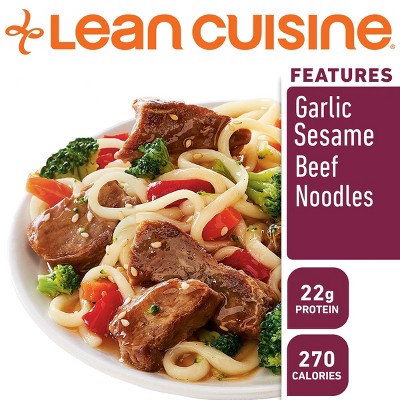 LEAN CUISINE®
FEATURES
Garlic
Sesame
Beef
Noodles
22g
PROTEIN
270
CALORIES